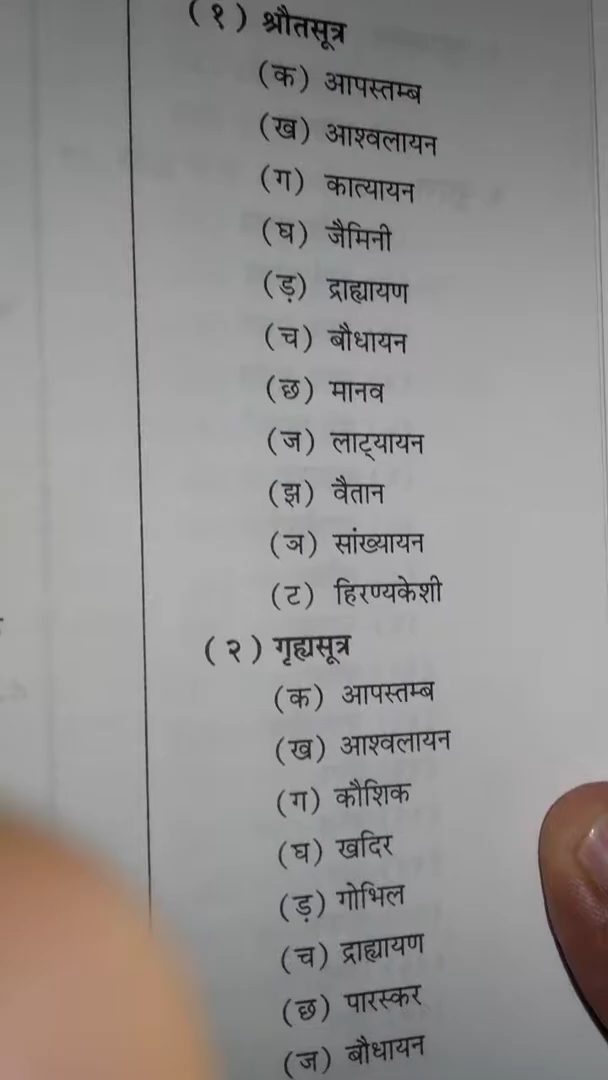 (१) श्रौतसूत्र
(क) आपस्तम्ब
(ख) आश्वलायन
(ग) कात्यायन
(घ) जैमिनी
(ड़) द्राह्यायण
(च) बौधायन
(छ) मानव
(ज) लाट्यायन
(झ) वैतान
(ञ) सांख्यायन
(ट) हिरण्यकेशी
(२) गृह्यसूत्र
(क) आपस्तम्ब
(ख) आश्वलायन
(ग) कौशिक
(घ) खदिर
(ड़) गोभिल
(च) द्राह्यायण
(छ) पारस्कर
(ज) बौधायन